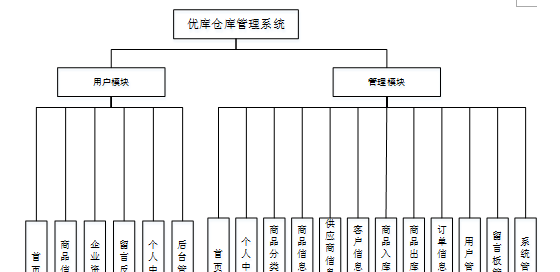 优库仓库管理系统
用户模块
管理模块
首页
商品信
企业资
留言反
个人中
后台管
首页
个人中
商品分类
商品信息
供应商信息
客户信息
商品入库
商品出库
订单信息
用户管
留言板管
系统管